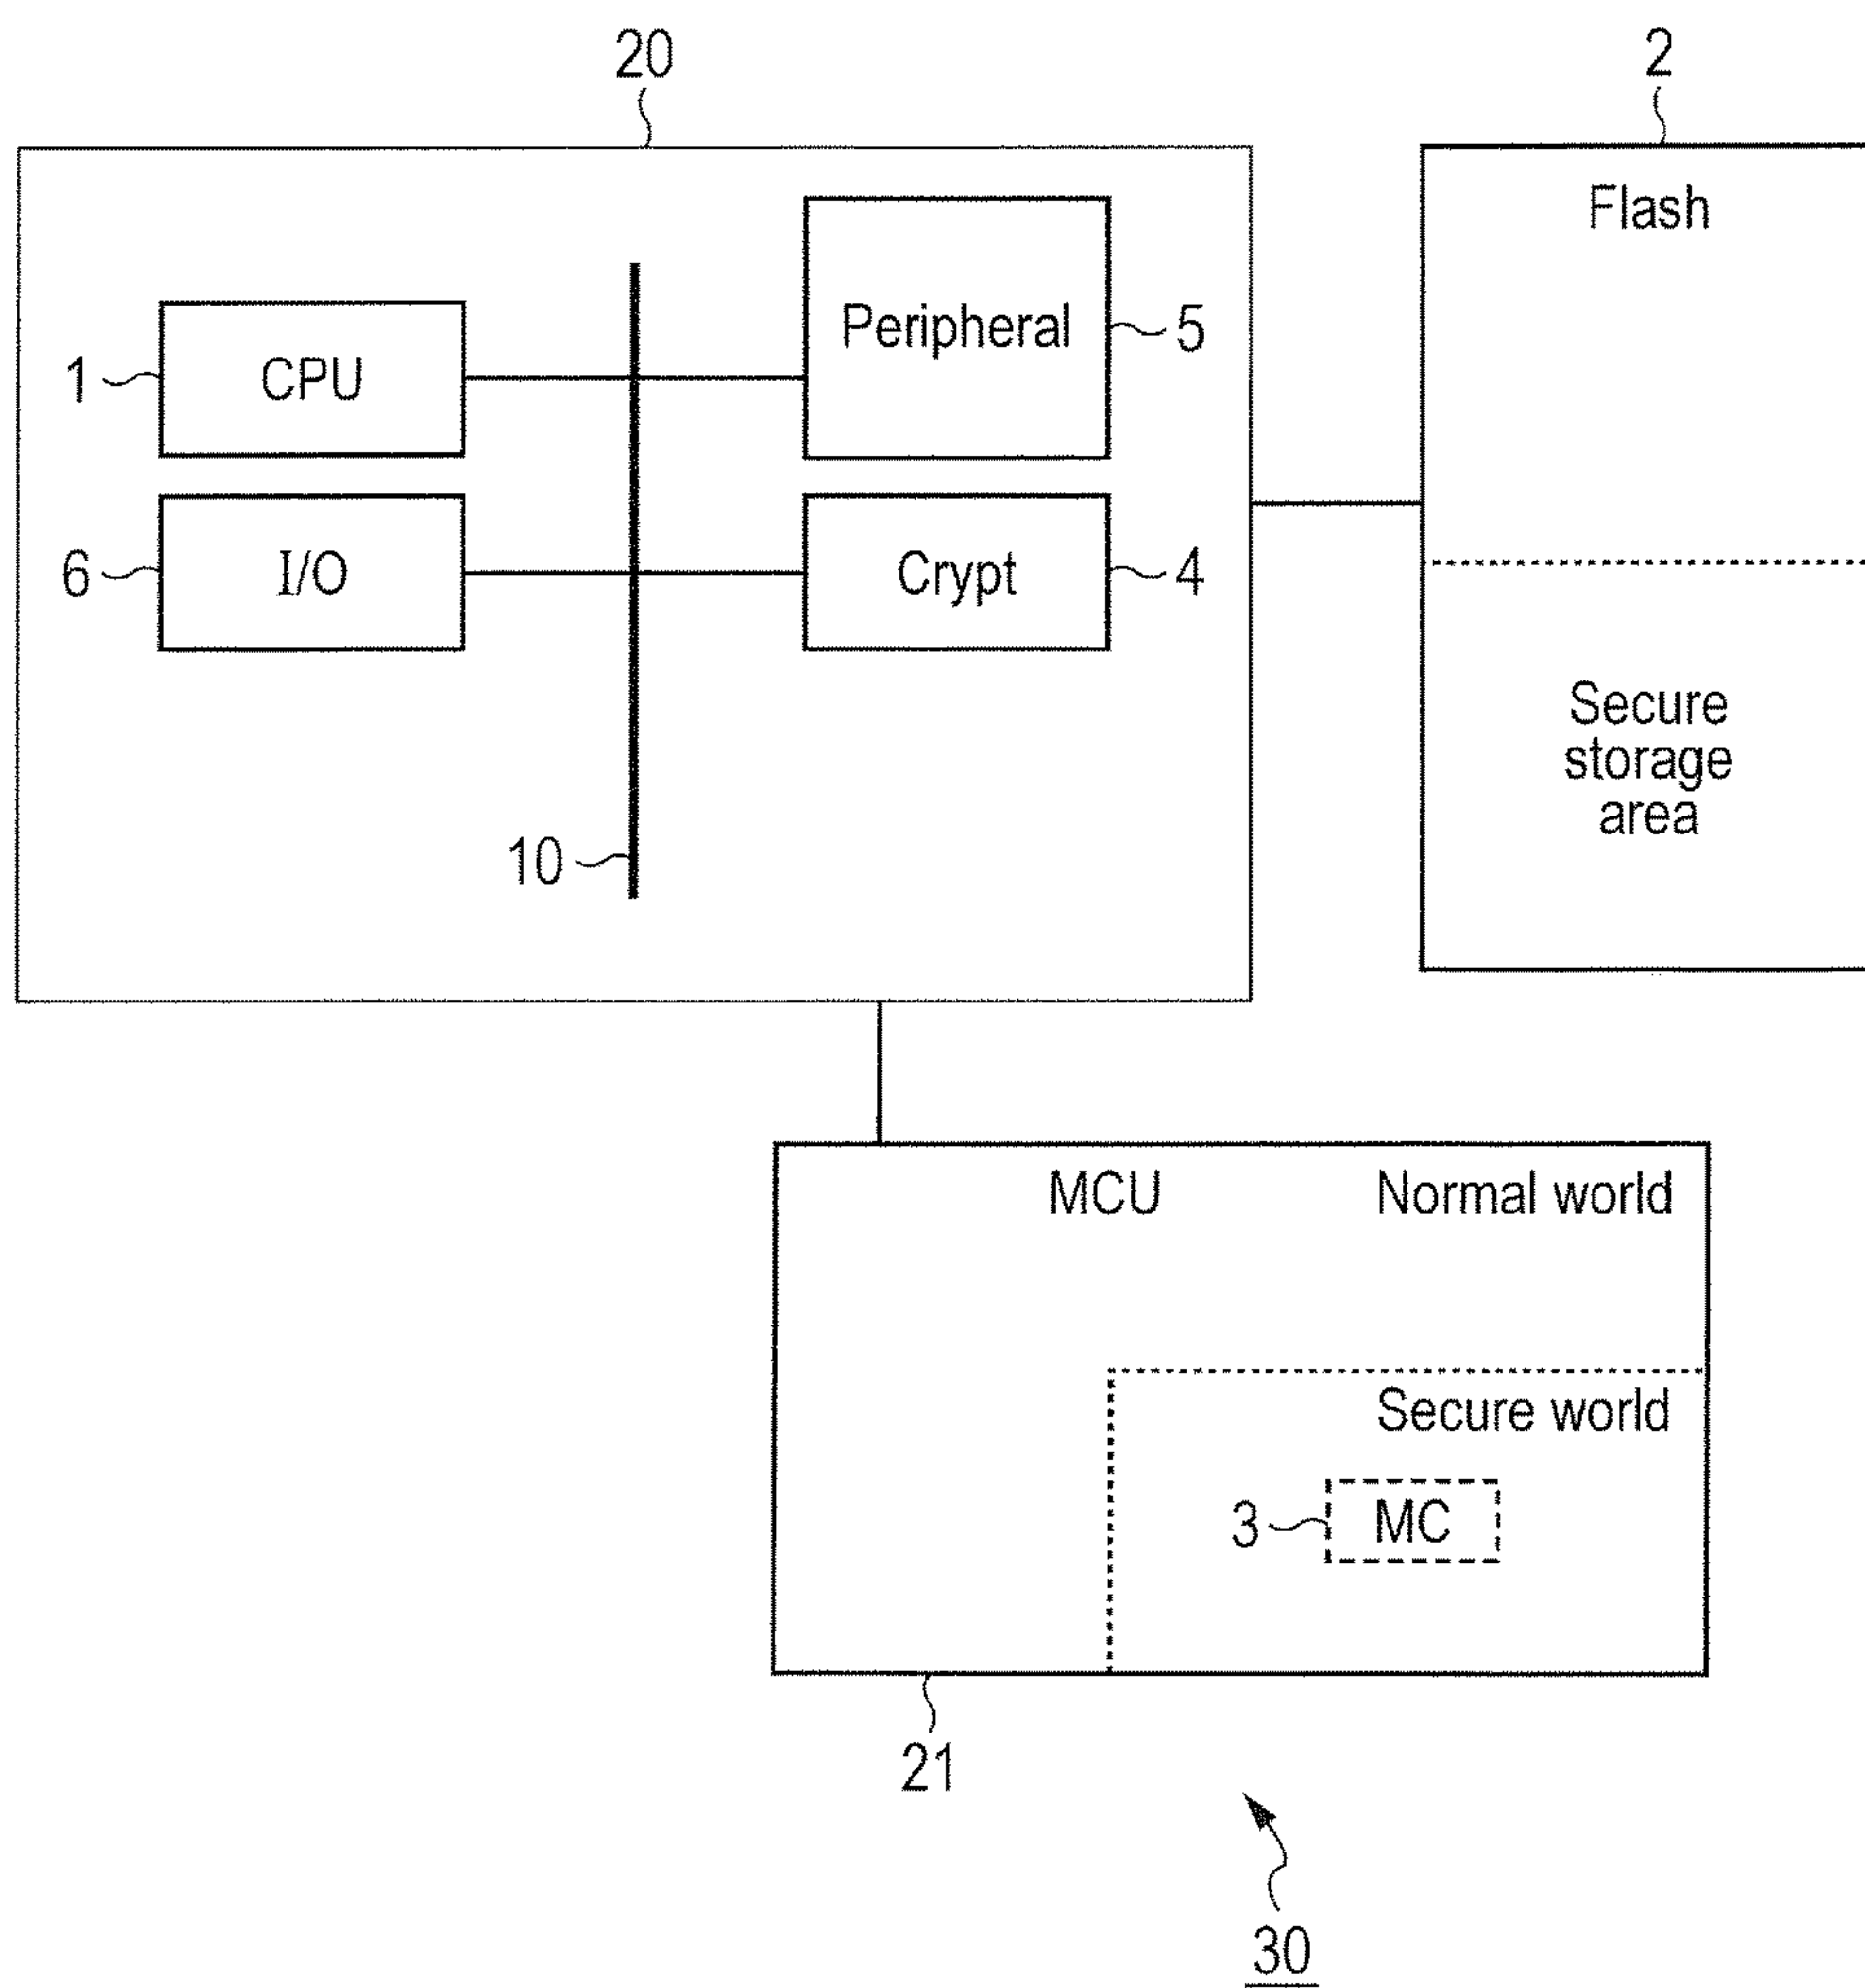 20
2
Flash
Peripheral
5
1
CPU
6
I/O
Crypt
4
Secure
storage
area
10
MCU
Normal world
Secure world
3
MC
21
30